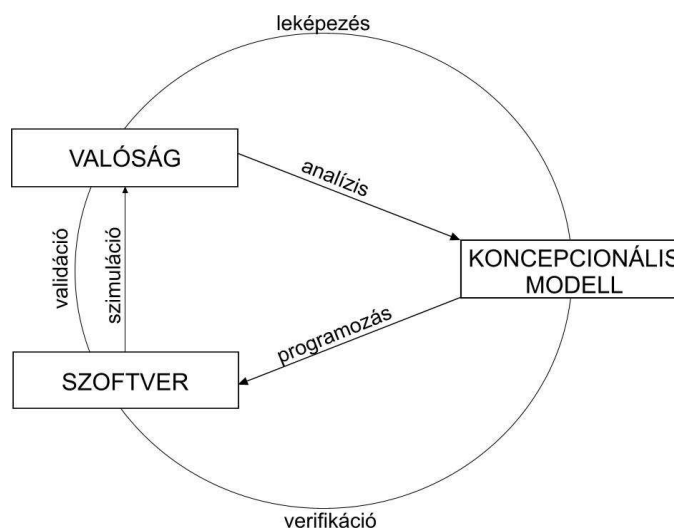 leképezés
VALÓSÁG
analízis
validáció
szimuláció
KONCEPCIONÁLIS
MODELL
programozás
SZOFTVER
verifikáció